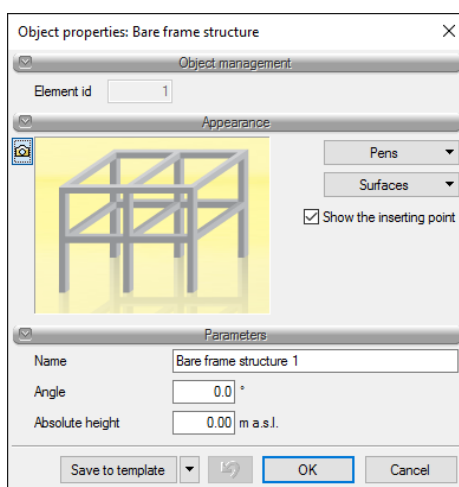 Object properties: Bare frame structure
Object management
Element id 1
Appearance
Pens
Surfaces
Show the inserting point
Parameters
Name Bare frame structure 1
Angle 0.0 °
Absolute height 0.00 m a.s.l.
Save to template OK Cancel